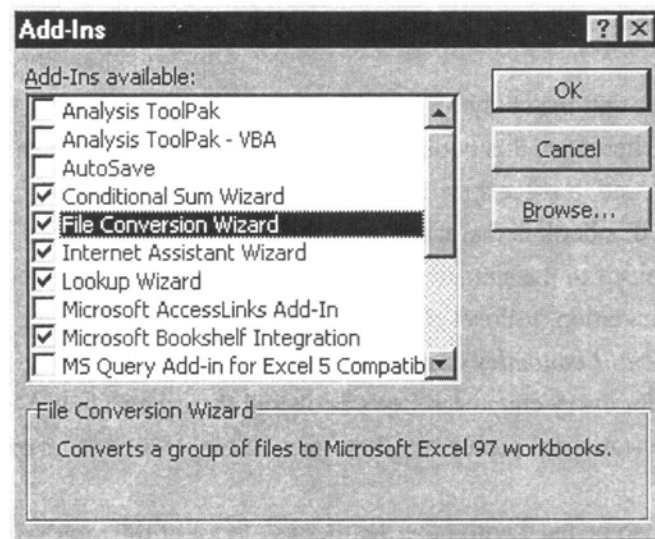 Add-Ins
Add-Ins available:
Analysis ToolPak
Analysis ToolPak - VBA
AutoSave
Conditional Sum Wizard
File Conversion Wizard
Internet Assistant Wizard
Lookup Wizard
Microsoft AccessLinks Add-In
Microsoft Bookshelf Integration
MS Query Add-in for Excel 5 Compatib
OK
Cancel
Browse...
File Conversion Wizard
Converts a group of files to Microsoft Excel 97 workbooks.